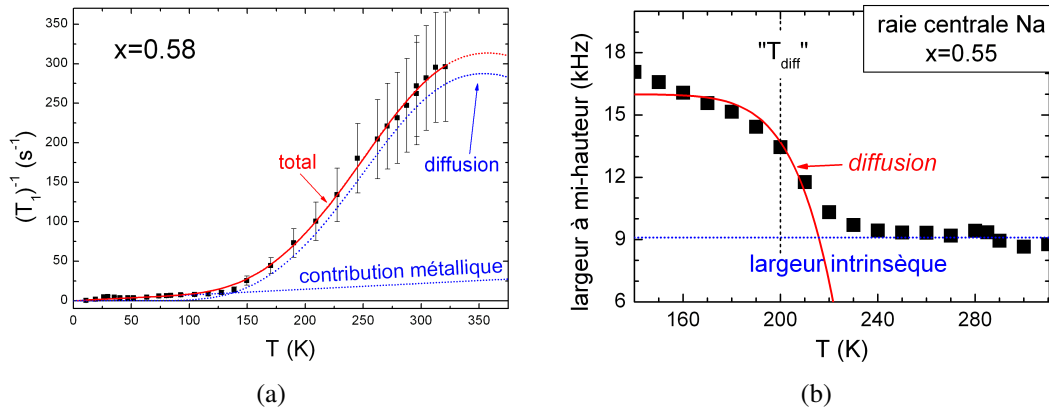 x=0.58
350
300
250
200
150
100
50
0
(T1)-1 (s-1)
total
diffusion
contribution métallique
0 50 100 150 200 250 300 350
T (K)
(a)
raie centrale Na
x=0.55
"Tdiff"
18
15
12
9
6
largeur à mi-hauteur (kHz)
diffusion
largeur intrinsèque
160 200 240 280
T (K)
(b)